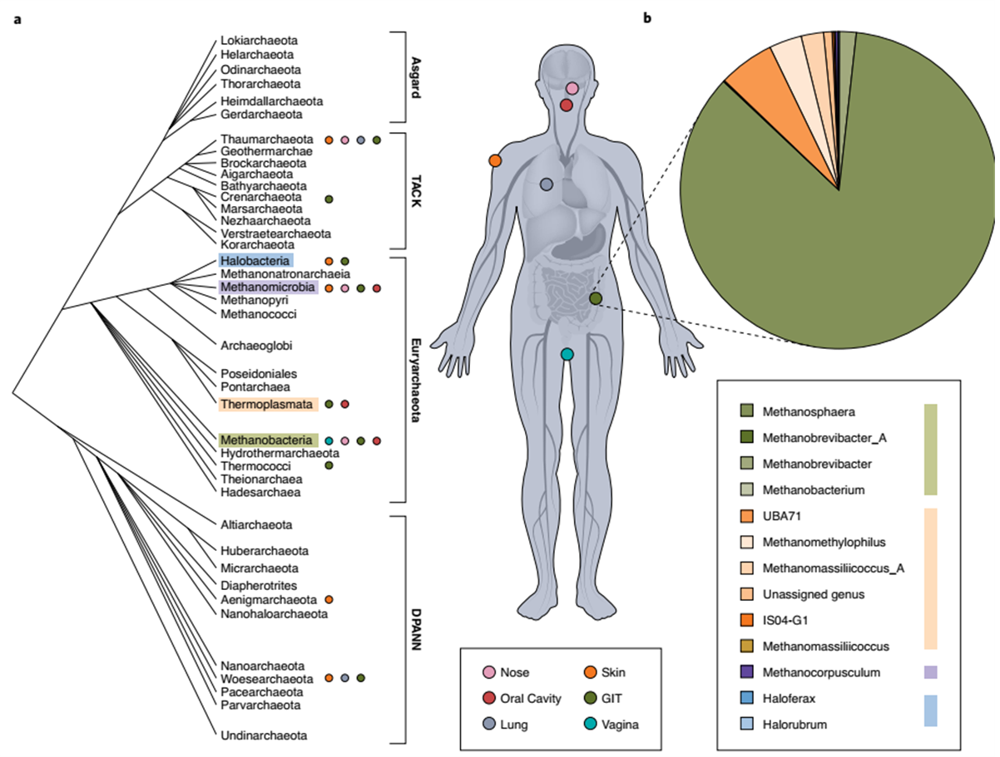 a
Lokiarchaeota
Helarchaeota
Odinarchaeota
Thorarchaeota
Heimdallarchaeota
Gerdarchaeota
Asgard
Thaumarchaeota
Geothermarchae
Brockarchaeota
Aigarchaeota
Bathyarchaeota
Crenarchaeota
Marsarchaeota
Nezhaarchaeota
Verstraetearchaeota
Korarchaeota
TACK
Halobacteria
Methanonatronarchaeia
Methanomicrobia
Methanopyri
Methanococci
Archaeoglobi
Poseidoniales
Pontarchaea
Thermoplasmata
Methanobacteria
Hydrothermarchaeota
Thermococci
Theionarchaea
Hadesarchaea
Euryarchaeota
Altiarchaeota
Huberarchaeota
Micrarchaeota
Diapherotrites
Aenigmarchaeota
Nanohaloarchaeota
Nanoarchaeota
Woesearchaeota
Pacearchaeota
Parvarchaeota
Undinarchaeota
DPANN
Nose
Oral Cavity
Lung
Skin
GIT
Vagina
b
Methanosphaera
Methanobrevibacter_A
Methanobrevibacter
Methanobacterium
UBA71
Methanomethylophilus
Methanomassiliicoccus_A
Unassigned genus
IS04-G1
Methanomassiliicoccus
Methanocorpusculum
Haloferax
Halorubrum